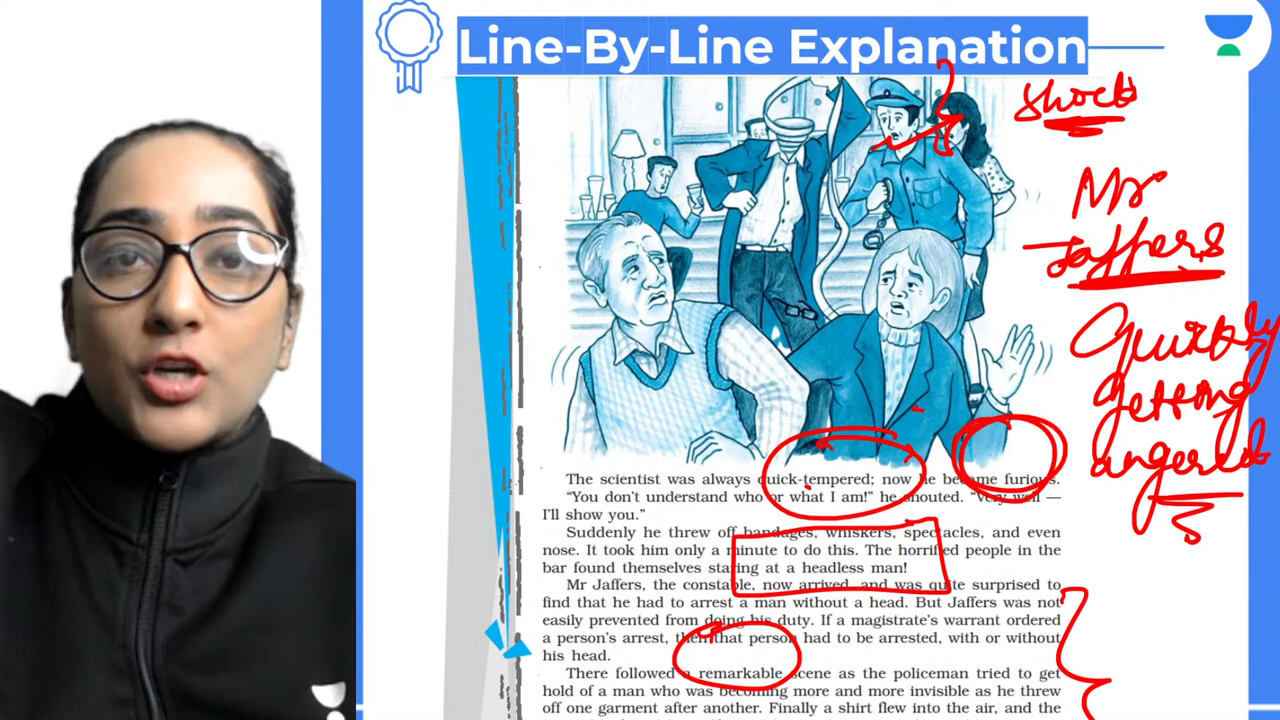 Line-By-Line Explanation
Shock
Mr
Jaffers
Quickly
getting
angered
The scientist was always quick-tempered; now he became furious.
“You don’t understand who or what I am!” he shouted. “Very well —
I’ll show you.”
Suddenly he threw off bandages, whiskers, spectacles, and even
nose. It took him only a minute to do this. The horrified people in the
bar found themselves staring at a headless man!
Mr Jaffers, the constable, now arrived, and was quite surprised to
find that he had to arrest a man without a head. But Jaffers was not
easily prevented from doing his duty. If a magistrate’s warrant ordered
a person’s arrest, then that person had to be arrested, with or without
his head.
There followed a remarkable scene as the policeman tried to get
hold of a man who was becoming more and more invisible as he threw
off one garment after another. Finally a shirt flew into the air, and the